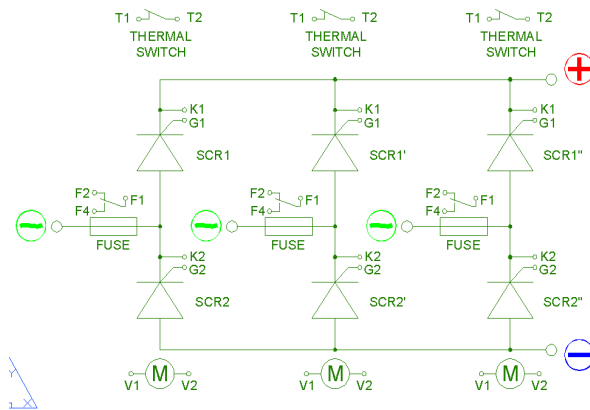 T1 T2 T1 T2 T1 T2
THERMAL THERMAL THERMAL
SWITCH SWITCH SWITCH
K1 K1 K1
G1 G1 G1
SCR1 SCR1' SCR1"
F2 F1 F2 F1 F2 F1
F4 F4 F4
FUSE FUSE FUSE
K2 K2 K2
G2 G2 G2
SCR2 SCR2' SCR2"
M M M
V1 V2 V1 V2 V1 V2
Y
X